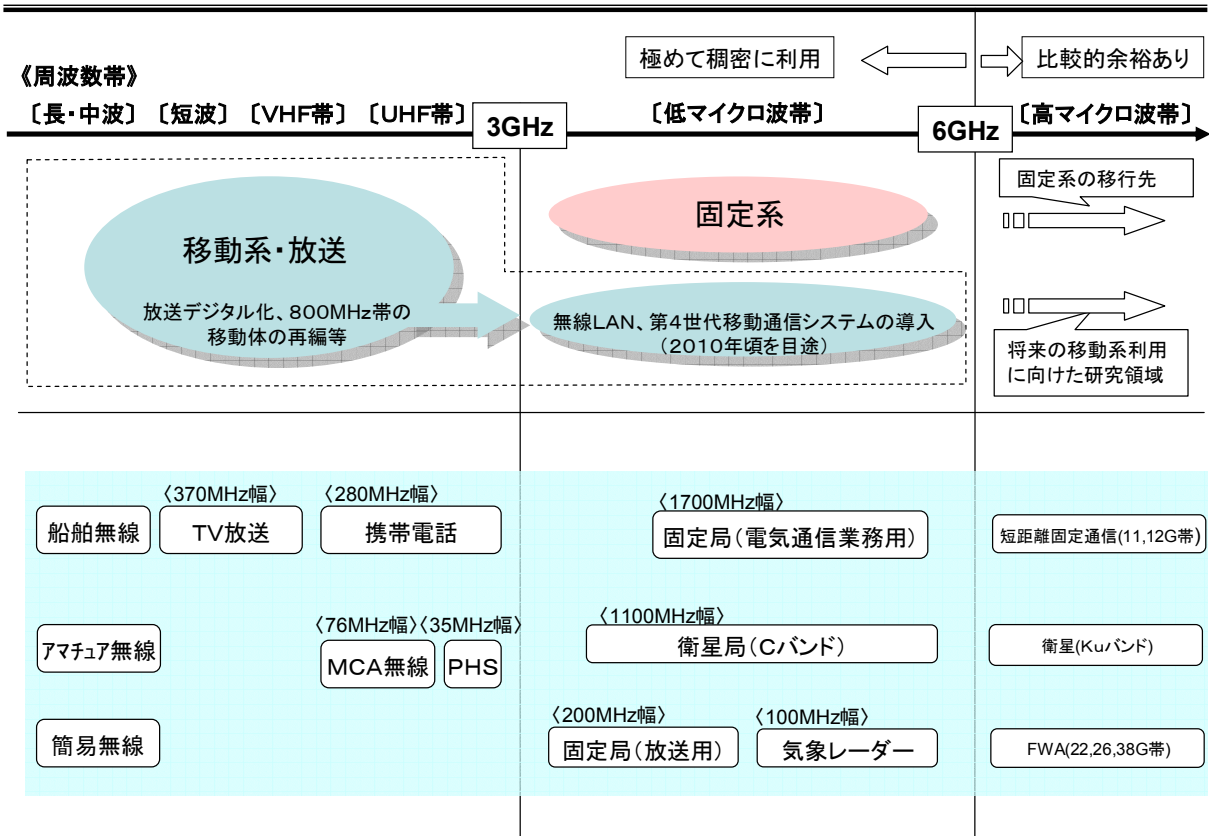 極めて稠密に利用
比較的余裕あり
《周波数帯》
〔長・中波〕 〔短波〕 〔VHF帯〕 〔UHF帯〕 3GHz 〔低マイクロ波帯〕 6GHz 〔高マイクロ波帯〕
固定系の移行先
固定系
移動系・放送
放送デジタル化、800MHz帯の
移動体の再編等
無線LAN、第4世代移動通信システムの導入
(2010年頃を目途)
将来の移動系利用
に向けた研究領域
〈370MHz幅〉 〈280MHz幅〉 〈1700MHz幅〉
船舶無線 TV放送 携帯電話 固定局(電気通信業務用) 短距離固定通信(11,12G帯)
〈76MHz幅〉 〈35MHz幅〉 〈1100MHz幅〉
アマチュア無線 MCA無線 PHS 衛星局(Cバンド) 衛星(Kuバンド)
〈200MHz幅〉 〈100MHz幅〉
簡易無線 固定局(放送用) 気象レーダー FWA(22,26,38G帯)